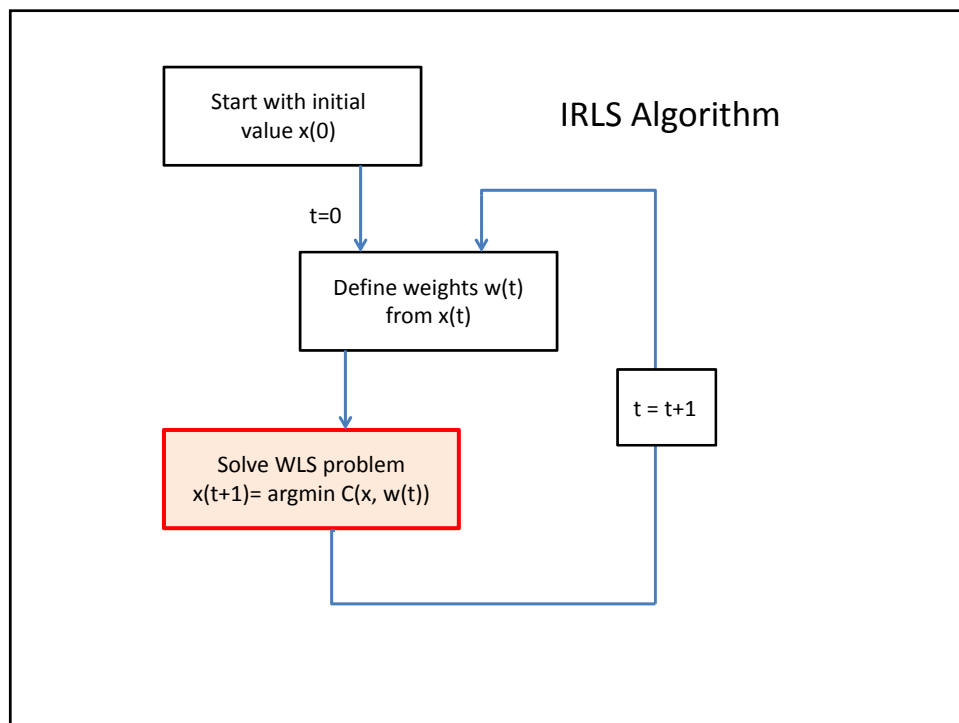 Start with initial
value x(0)
IRLS Algorithm
t=0
Define weights w(t)
from x(t)
t = t+1
Solve WLS problem
x(t+1)= argmin C(x, w(t))